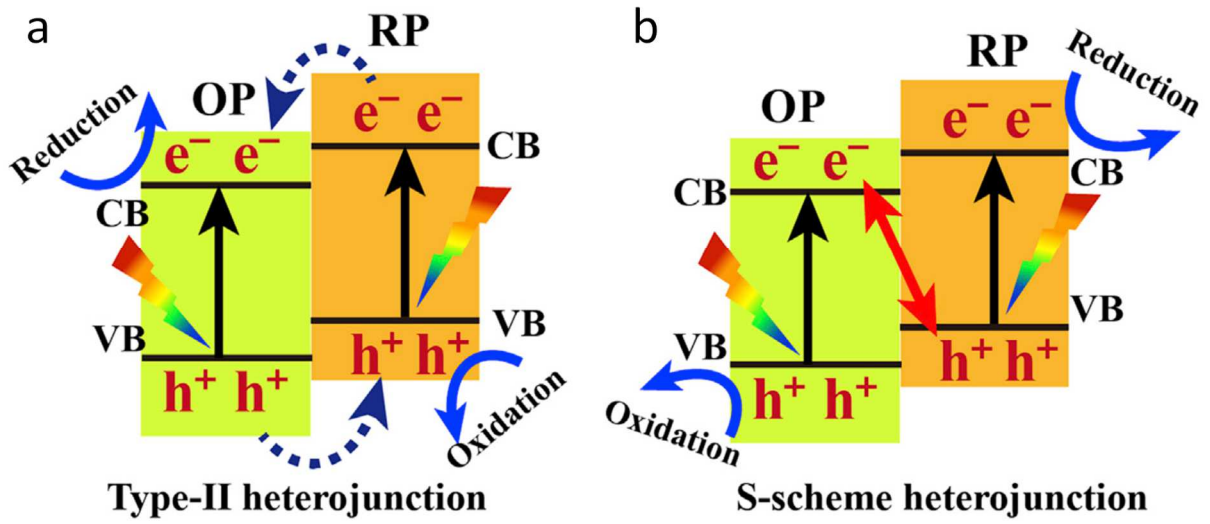 a
RP
OP
Reduction
e⁻ e⁻
e⁻ e⁻
CB
CB
VB
VB
h⁺ h⁺
h⁺ h⁺
Oxidation
Type-II heterojunction
b
RP
OP
Reduction
e⁻ e⁻
e⁻ e⁻
CB
CB
VB
VB
h⁺ h⁺
h⁺ h⁺
Oxidation
S-scheme heterojunction